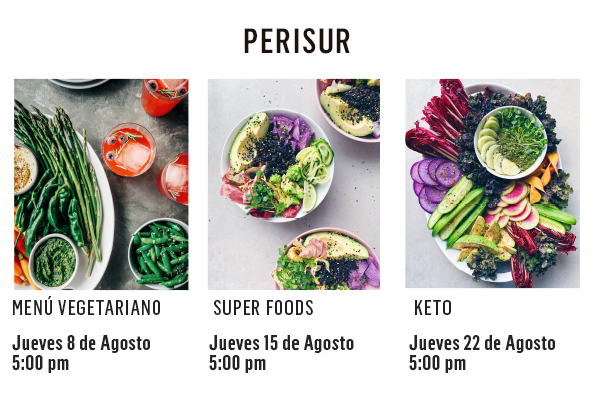 PERISUR
MENÚ VEGETARIANO
Jueves 8 de Agosto
5:00 pm
SUPER FOODS
Jueves 15 de Agosto
5:00 pm
KETO
Jueves 22 de Agosto
5:00 pm